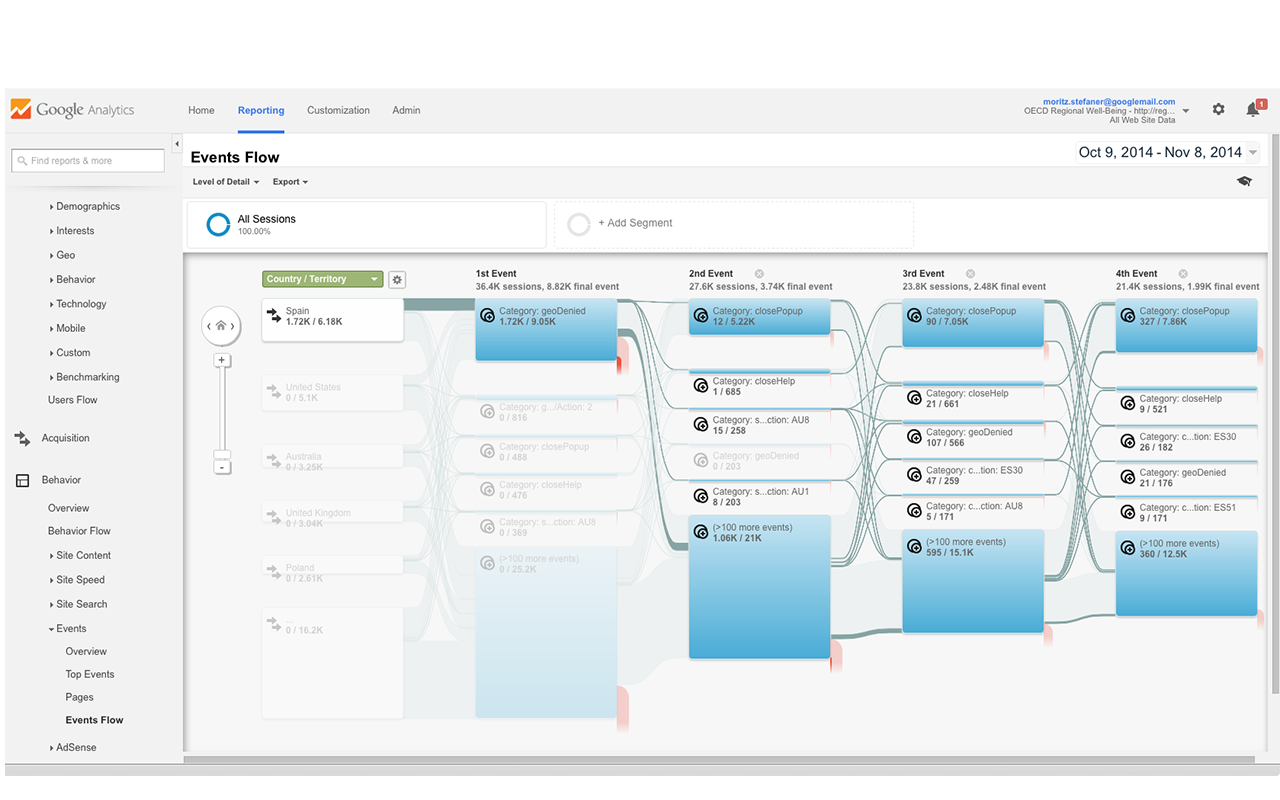 Google Analytics
Home
Reporting
Customization
Admin
moritz.stefaner@googlemail.com
OECD Regional Well-Being - http://reg...
All Web Site Data
1
Find reports & more
Demographics
Interests
Geo
Behavior
Technology
Mobile
Custom
Benchmarking
Users Flow
Acquisition
Behavior
Overview
Behavior Flow
Site Content
Site Speed
Site Search
Events
Overview
Top Events
Pages
Events Flow
AdSense
Events Flow
Oct 9, 2014 - Nov 8, 2014
Level of Detail
Export
All Sessions
100.00%
+ Add Segment
Country / Territory
+
-
Spain
1.72K / 6.18K
United States
0 / 5.1K
Australia
0 / 3.25K
United Kingdom
0 / 3.04K
Poland
0 / 2.61K
...
0 / 16.2K
1st Event
36.4K sessions, 8.82K final event
Category: geoDenied
1.72K / 9.05K
Category: g.../Action: 2
0 / 816
Category: closePopup
0 / 488
Category: closeHelp
0 / 476
Category: s...ction: AU8
0 / 369
(>100 more events)
0 / 25.2K
2nd Event
27.6K sessions, 3.74K final event
Category: closePopup
12 / 5.22K
Category: closeHelp
1 / 685
Category: s...ction: AU8
15 / 258
Category: geoDenied
0 / 203
Category: s...ction: AU1
8 / 203
(>100 more events)
1.06K / 21K
3rd Event
23.8K sessions, 2.48K final event
Category: closePopup
90 / 7.05K
Category: closeHelp
21 / 661
Category: geoDenied
107 / 566
Category: c...tion: ES30
47 / 259
Category: c...ction: AU8
5 / 171
(>100 more events)
595 / 15.1K
4th Event
21.4K sessions, 1.99K final event
Category: closePopup
327 / 7.86K
Category: closeHelp
9 / 521
Category: c...tion: ES30
26 / 182
Category: geoDenied
21 / 176
Category: c...tion: ES51
9 / 171
(>100 more events)
360 / 12.5K